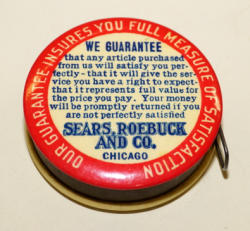 OUR GUARANTEE INSURES YOU FULL MEASURE OF SATISFACTION
WE GUARANTEE
that any article purchased
from us will satisfy you per-
fectly - that it will give the ser-
vice you have a right to expect-
that it represents full value for
the price you pay. Your money
will be promptly returned if you
are not perfectly satisfied
SEARS, ROEBUCK
AND CO.
CHICAGO